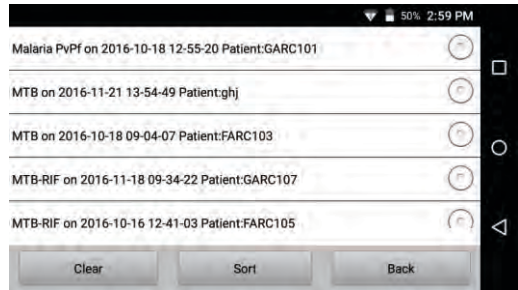 50% 2:59 PM
Malaria PvPf on 2016-10-18 12-55-20 Patient:GARC101
MTB on 2016-11-21 13-54-49 Patient:ghj
MTB on 2016-10-18 09-04-07 Patient:FARC103
MTB-RIF on 2016-11-18 09-34-22 Patient:GARC107
MTB-RIF on 2016-10-16 12-41-03 Patient:FARC105
Clear Sort Back